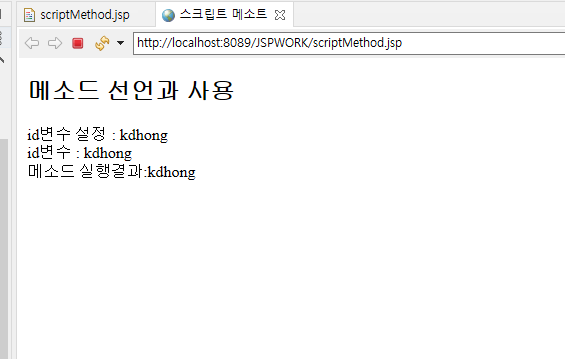 scriptMethod.jsp
스크립트 메소트
http://localhost:8089/JSPWORK/scriptMethod.jsp
메소드 선언과 사용
id변수 설정 : kdhong
id변수 : kdhong
메소드 실행결과:kdhong